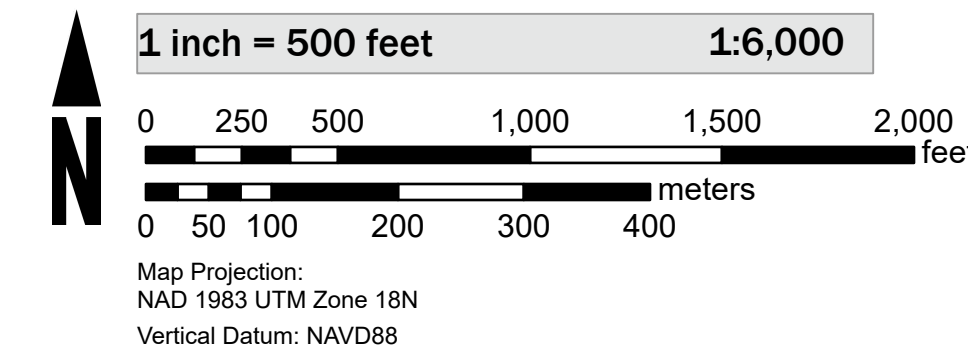 1 inch = 500 feet 1:6,000
0 250 500 1,000 1,500 2,000
feet
meters
0 50 100 200 300 400
N
Map Projection:
NAD 1983 UTM Zone 18N
Vertical Datum: NAVD88